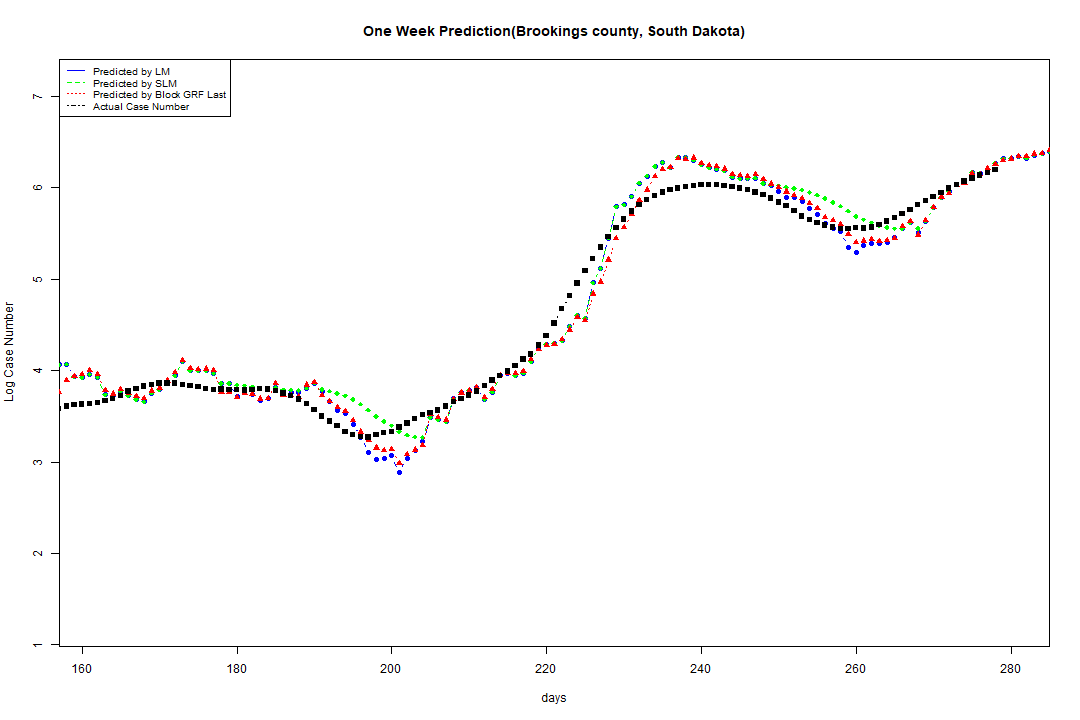 One Week Prediction(Brookings county, South Dakota)
Predicted by LM
Predicted by SLM
Predicted by Block GRF Last
Actual Case Number
Log Case Number
7
6
5
4
3
2
1
160 180 200 220 240 260 280
days